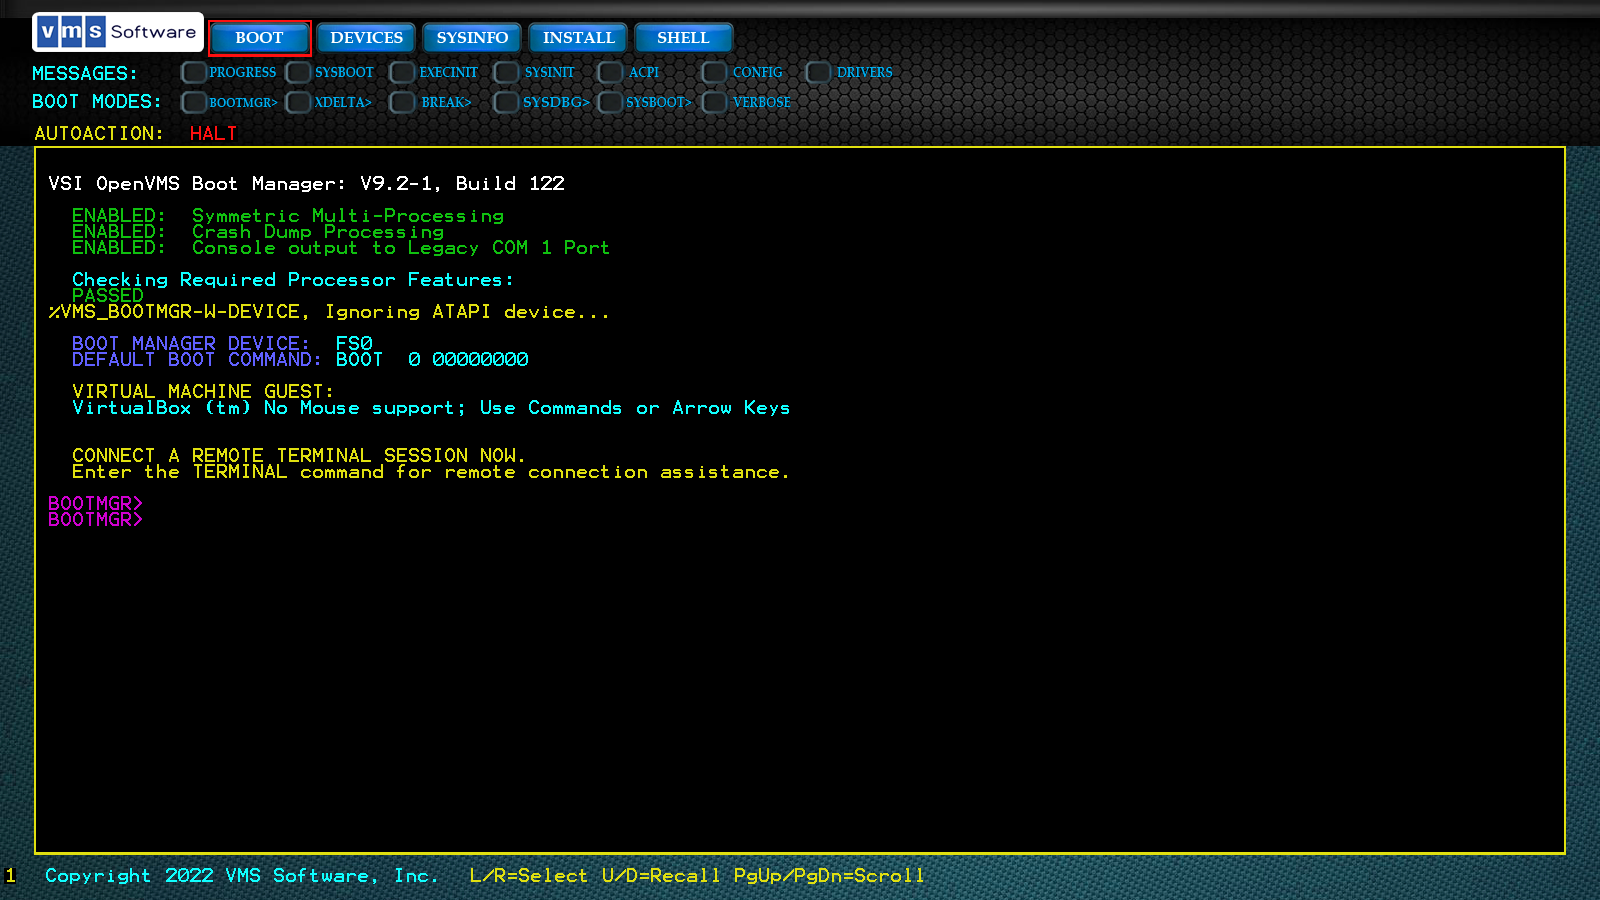 vms Software BOOT DEVICES SYSINFO INSTALL SHELL
MESSAGES: PROGRESS SYSBOOT EXECINIT SYSINIT ACPI CONFIG DRIVERS
BOOT MODES: BOOTMGR> XDELTA> BREAK> SYSDBG> SYSBOOT> VERBOSE
AUTOACTION: HALT
VSI OpenVMS Boot Manager: V9.2-1, Build 122
ENABLED: Symmetric Multi-Processing
ENABLED: Crash Dump Processing
ENABLED: Console output to Legacy COM 1 Port
Checking Required Processor Features:
PASSED
%VMS_BOOTMGR-W-DEVICE, Ignoring ATAPI device...
BOOT MANAGER DEVICE: FS0
DEFAULT BOOT COMMAND: BOOT 0 00000000
VIRTUAL MACHINE GUEST:
VirtualBox (tm) No Mouse support; Use Commands or Arrow Keys
CONNECT A REMOTE TERMINAL SESSION NOW.
Enter the TERMINAL command for remote connection assistance.
BOOTMGR>
BOOTMGR>
1 Copyright 2022 VMS Software, Inc. L/R=Select U/D=Recall PgUp/PgDn=Scroll